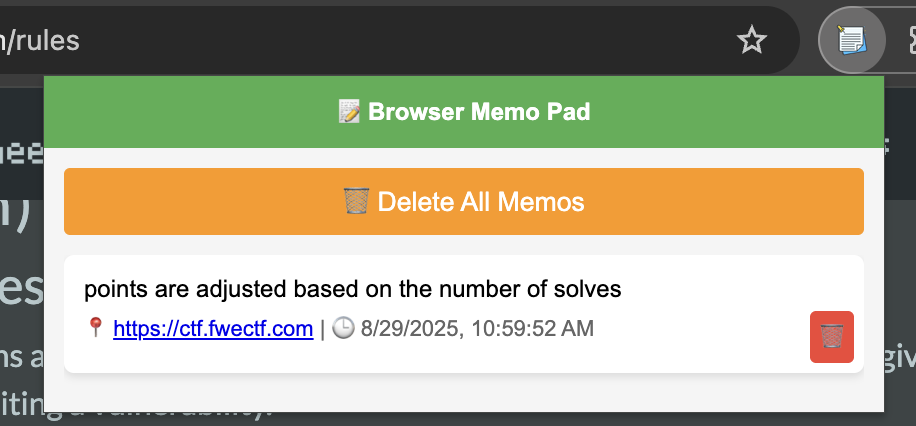 /rules
📝 Browser Memo Pad
🗑️ Delete All Memos
points are adjusted based on the number of solves
📍 https://ctf.fwectf.com | 🕒 8/29/2025, 10:59:52 AM